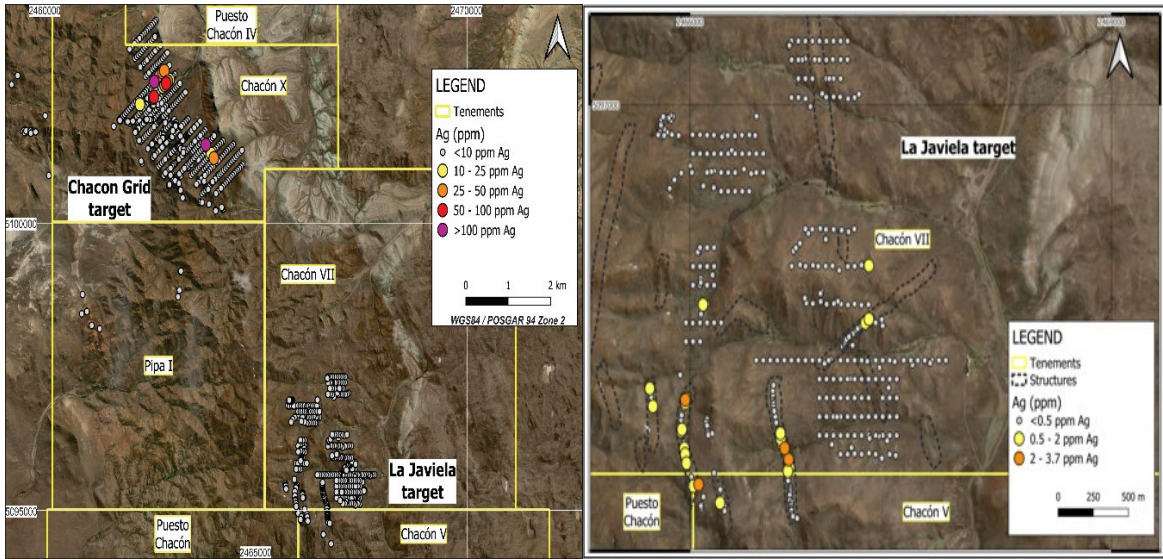 2460000
2470000
Puesto
Chacón IV
Chacón X
LEGEND
Tenements
Ag (ppm)
<10 ppm Ag
10 - 25 ppm Ag
25 - 50 ppm Ag
50 - 100 ppm Ag
>100 ppm Ag
0 1 2 km
WGS84 / POSGAR 94 Zone 2
Chacon Grid
target
5100000
Chacón VII
Pipa I
La Javiela
target
5095000
Puesto
Chacón
2465000
Chacón V
2466000
2469000
5097000
La Javiela target
Chacón VII
LEGEND
Tenements
Structures
Ag (ppm)
<0.5 ppm Ag
0.5 - 2 ppm Ag
2 - 3.7 ppm Ag
0 250 500 m
Puesto
Chacón
Chacón V